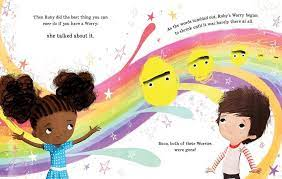 Then Ruby did the best thing you can
ever do if you have a Worry:
she talked about it.
As the words tumbled out, Ruby's Worry began
to shrink until it was barely there at all.
Soon, both of their Worries
were gone!